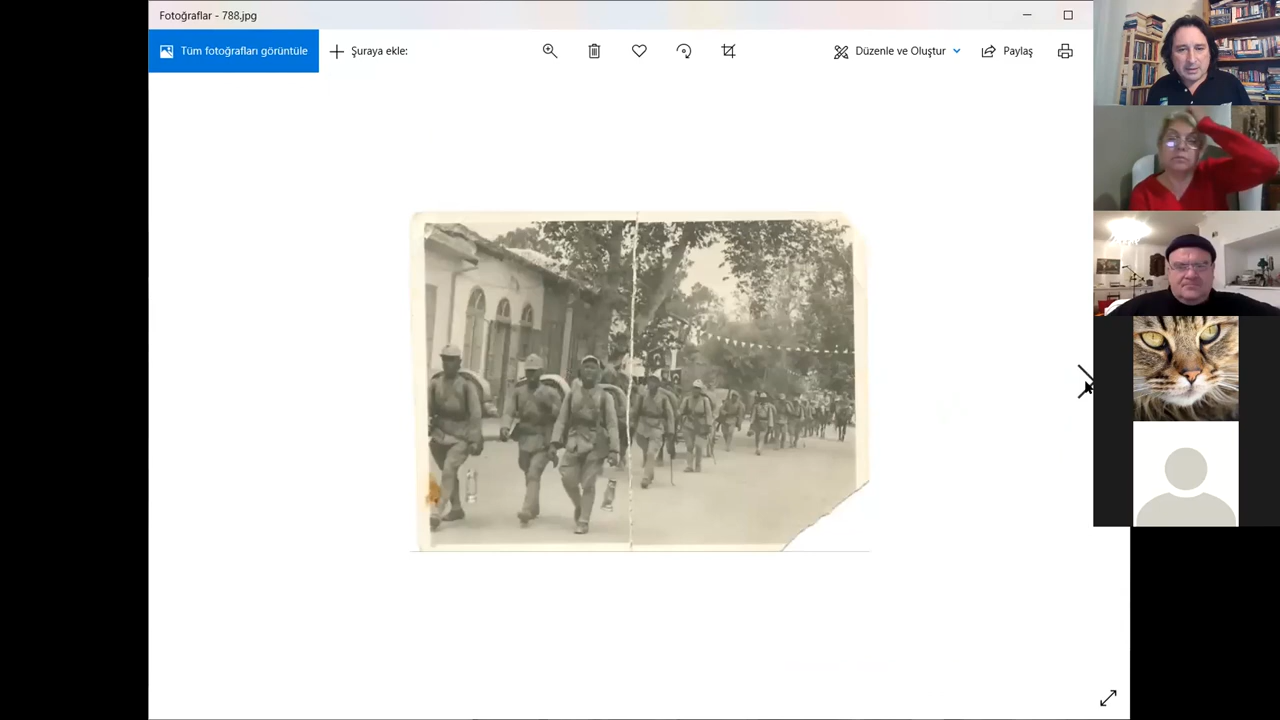 Fotoğraflar - 788.jpg
Tüm fotoğrafları görüntüle
Şuraya ekle:
Düzenle ve Oluştur
Paylaş